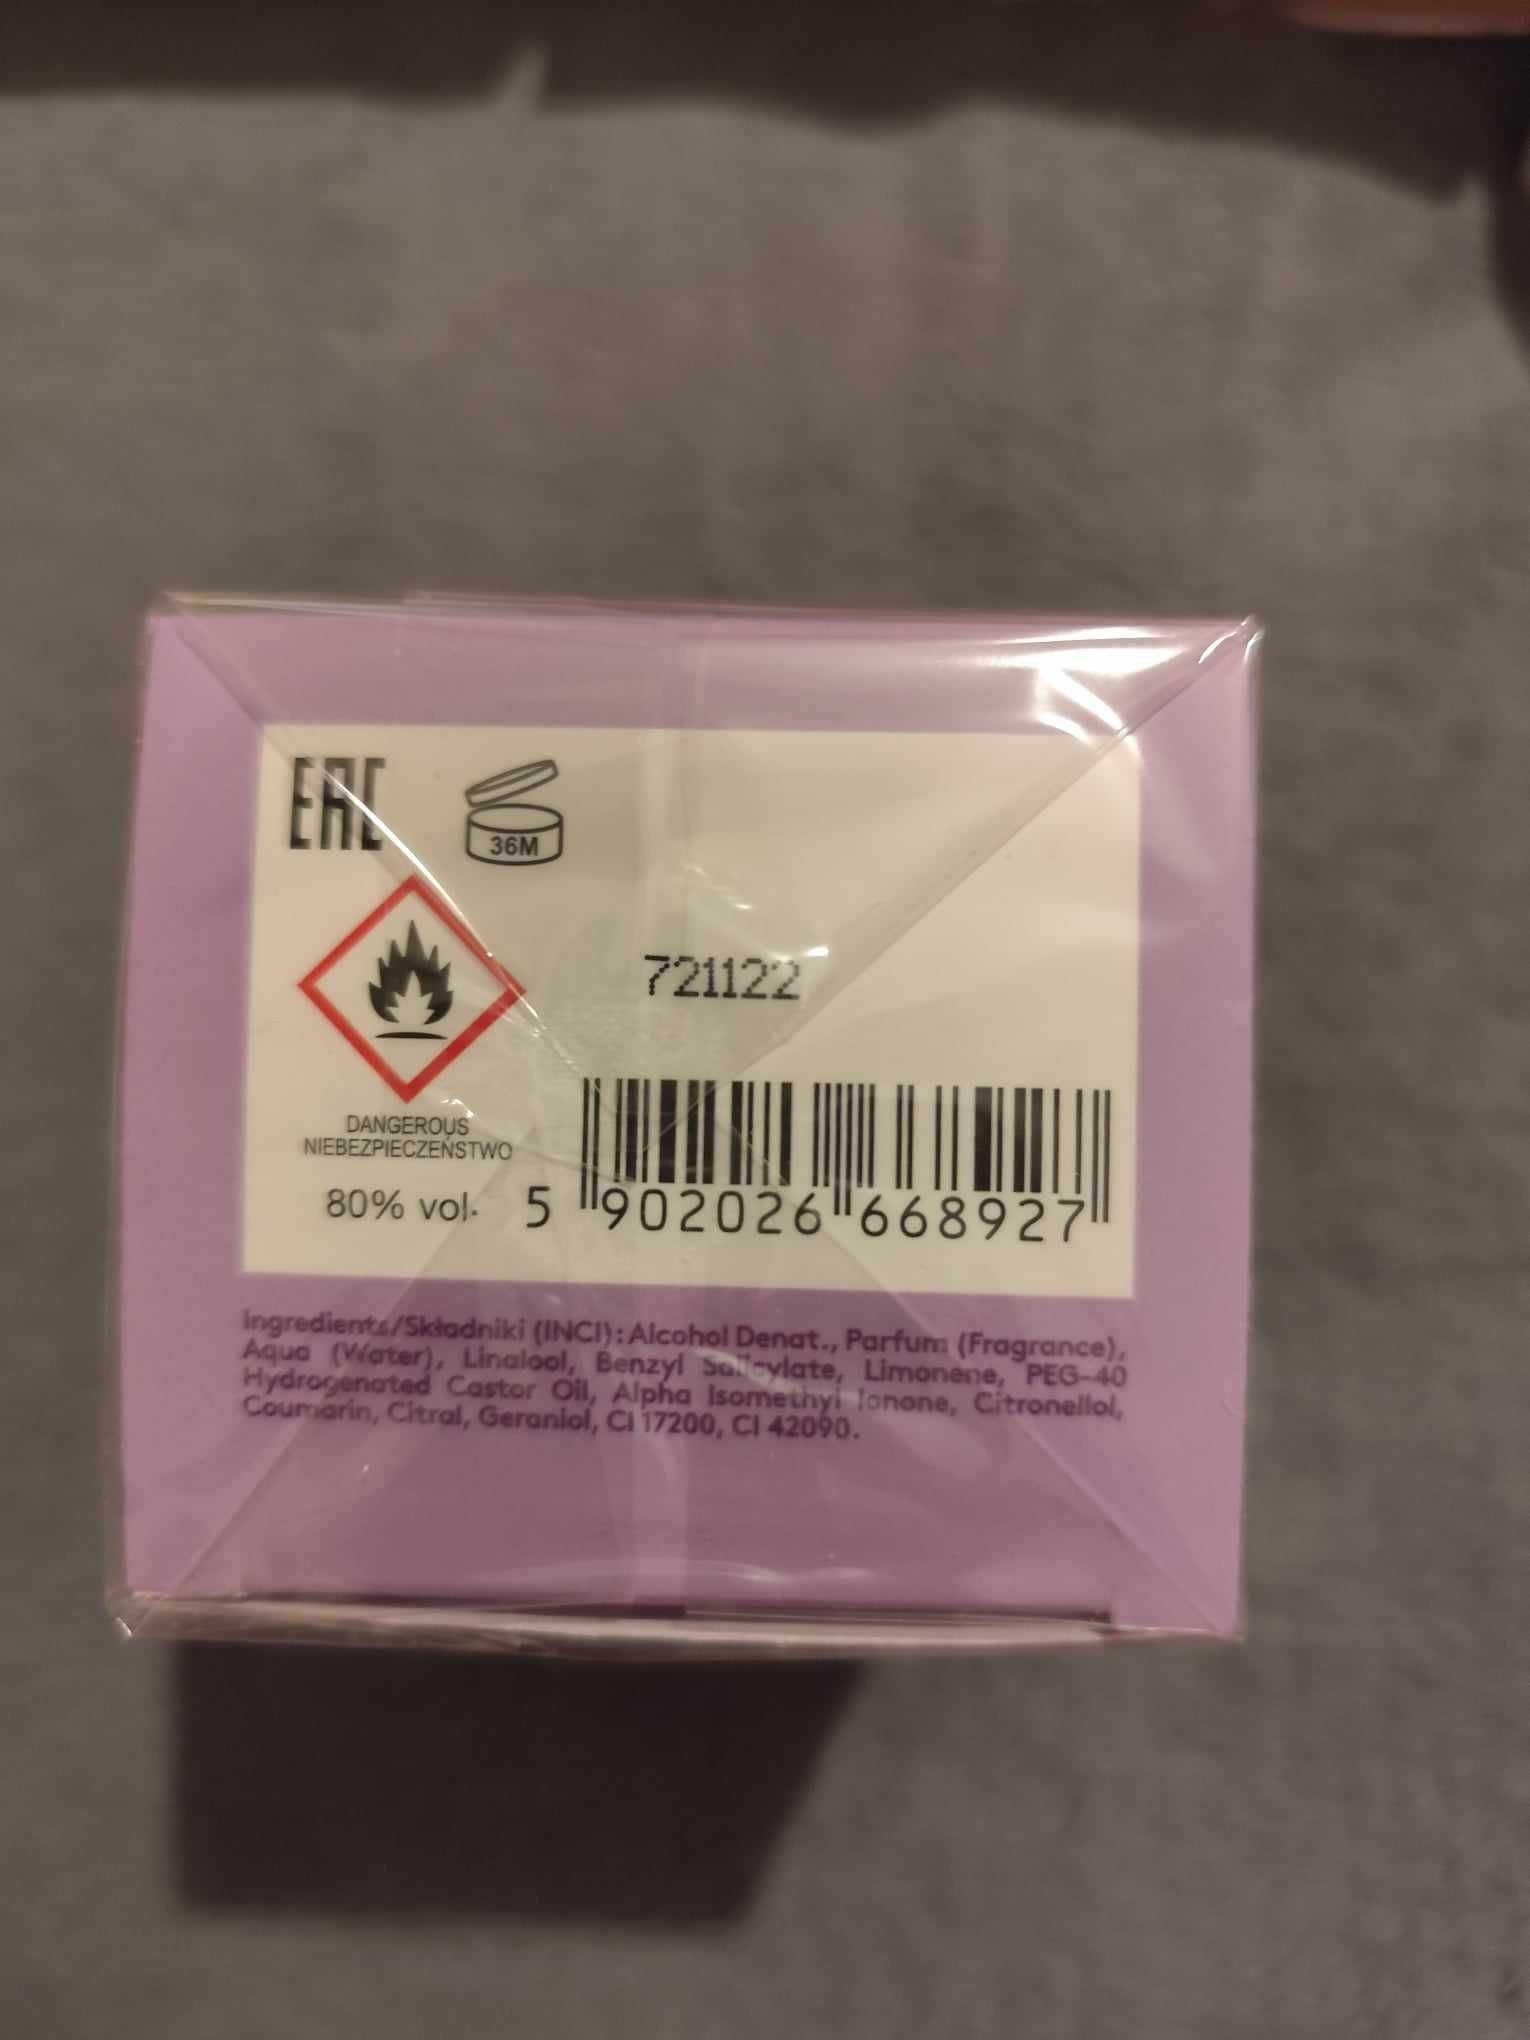 EAC
36M
721122
DANGEROUS
NIEBEZPIECZEŃSTWO
80% vol.
5 902026 668927
Ingredients/Składniki (INCI): Alcohol Denat., Parfum (Fragrance),
Aqua (Water), Linalool, Benzyl Salicylate, Limonene, PEG-40
Hydrogenated Castor Oil, Alpha Isomethyl Ionone, Citronellol,
Coumarin, Citral, Geraniol, CI 17200, CI 42090.